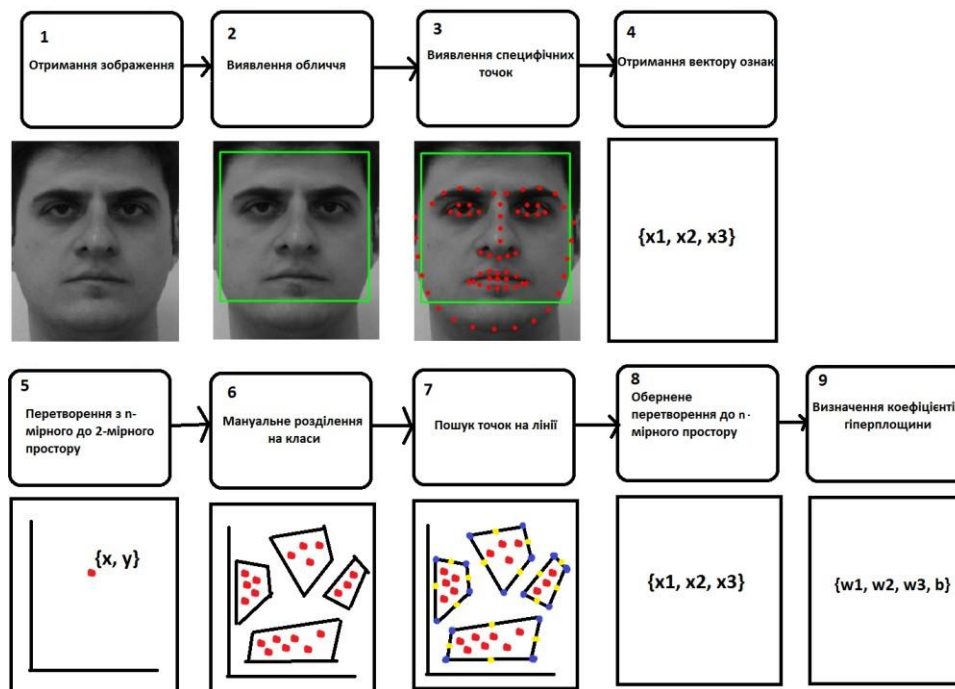 1
Отримання зображення
2
Виявлення обличчя
3
Виявлення специфічних
точок
4
Отримання вектору ознак
{x1, x2, x3}
5
Перетворення з n-
мірного до 2-мірного
простору
6
Мануальне розділення
на класи
7
Пошук точок на лінії
8
Обернене
перетворення до n-
мірного простору
9
Визначення коефіцієнті
гіперплощини
{x, y}
{x1, x2, x3}
{w1, w2, w3, b}